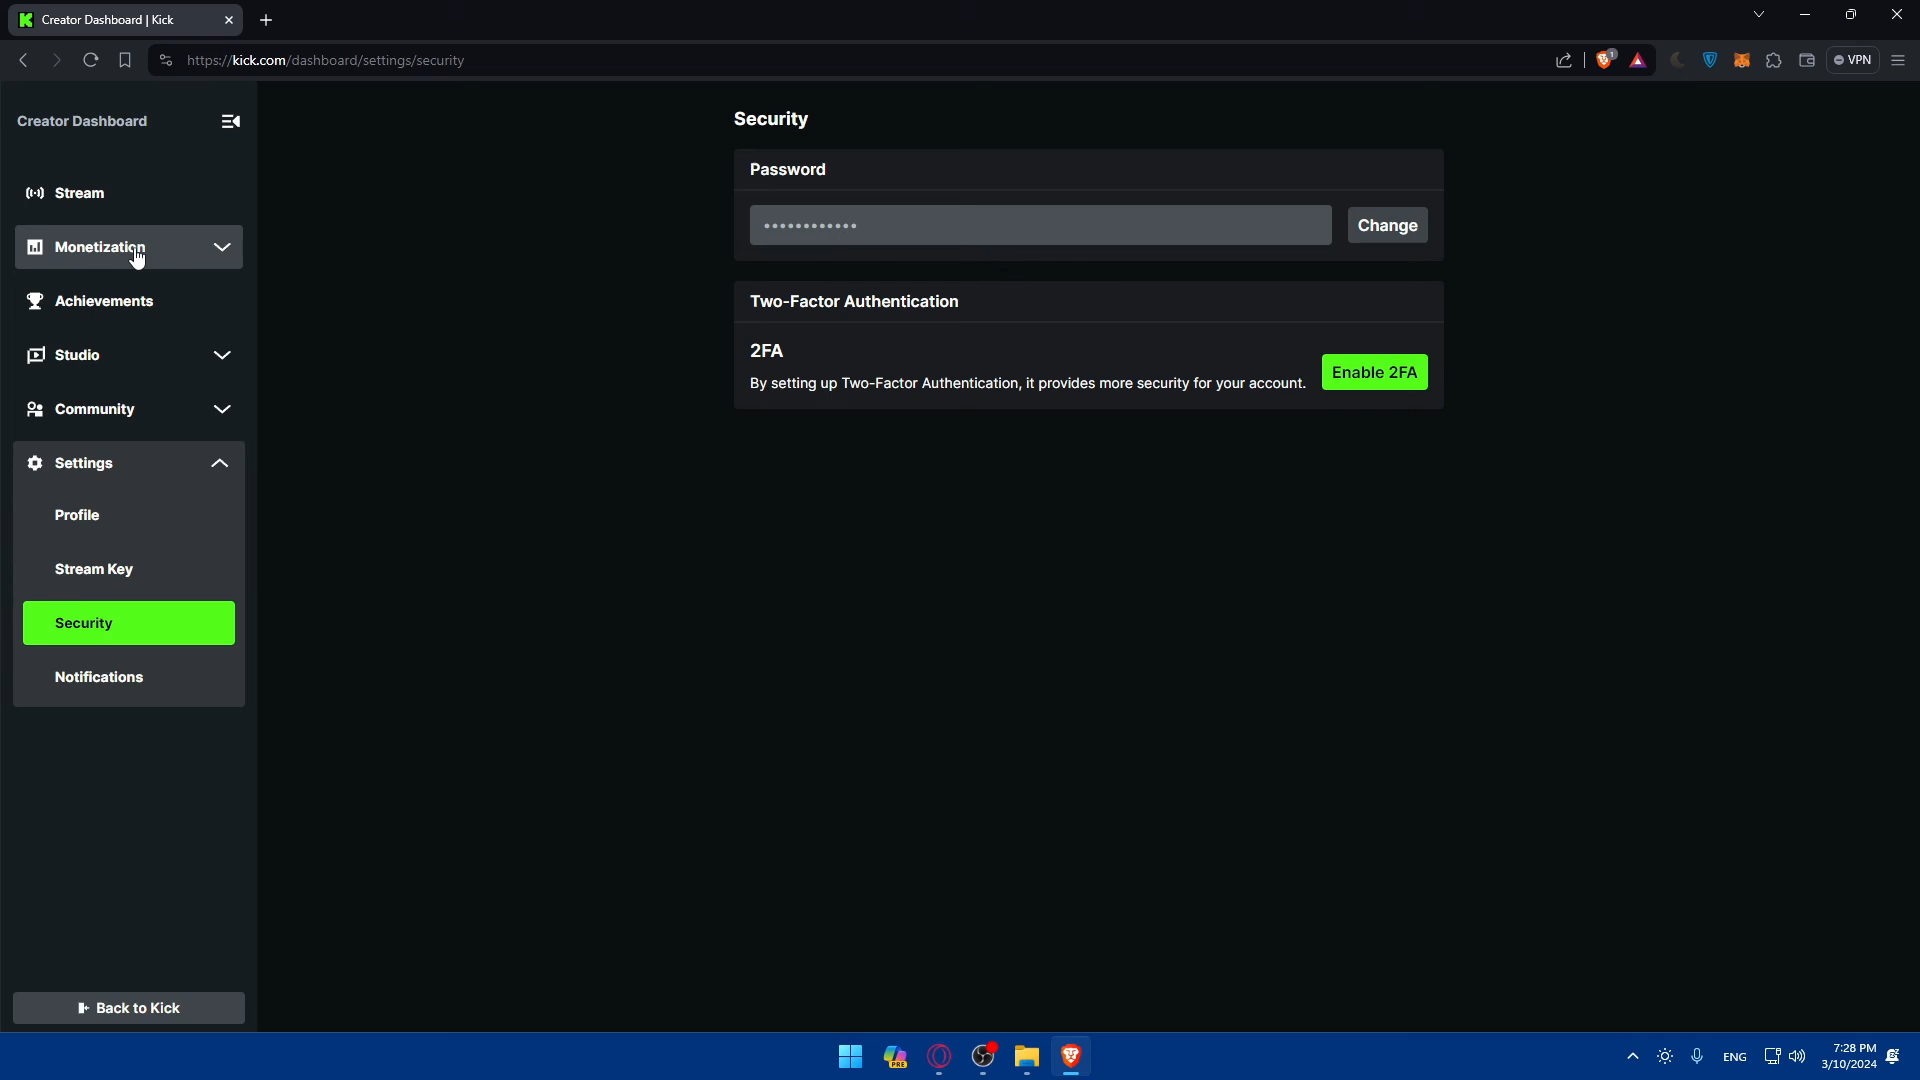 Creator Dashboard | Kick
https://kick.com/dashboard/settings/security
1
VPN
Creator Dashboard
Stream
Monetization
Achievements
Studio
Community
Settings
Profile
Stream Key
Security
Notifications
Back to Kick
Security
Password
••••••••••••
Change
Two-Factor Authentication
2FA
By setting up Two-Factor Authentication, it provides more security for your account.
Enable 2FA
PRE
ENG
7:28 PM
3/10/2024